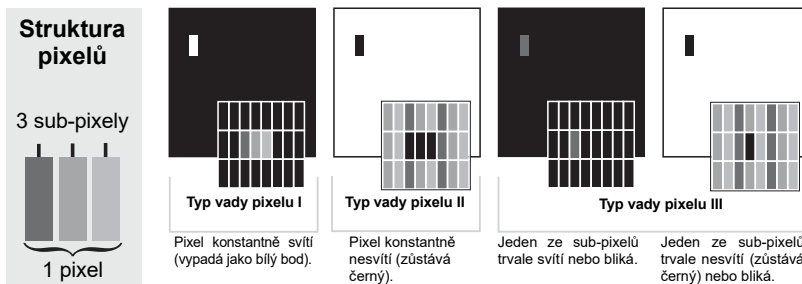 Struktura
pixelů
3 sub-pixely
1 pixel
Typ vady pixelu I
Pixel konstantně svítí
(vypadá jako bílý bod).
Typ vady pixelu II
Pixel konstantně
nesvítí (zůstává
černý).
Typ vady pixelu III
Jeden ze sub-pixelů
trvale svítí nebo bliká.
Jeden ze sub-pixelů
trvale nesvítí (zůstává
černý) nebo bliká.